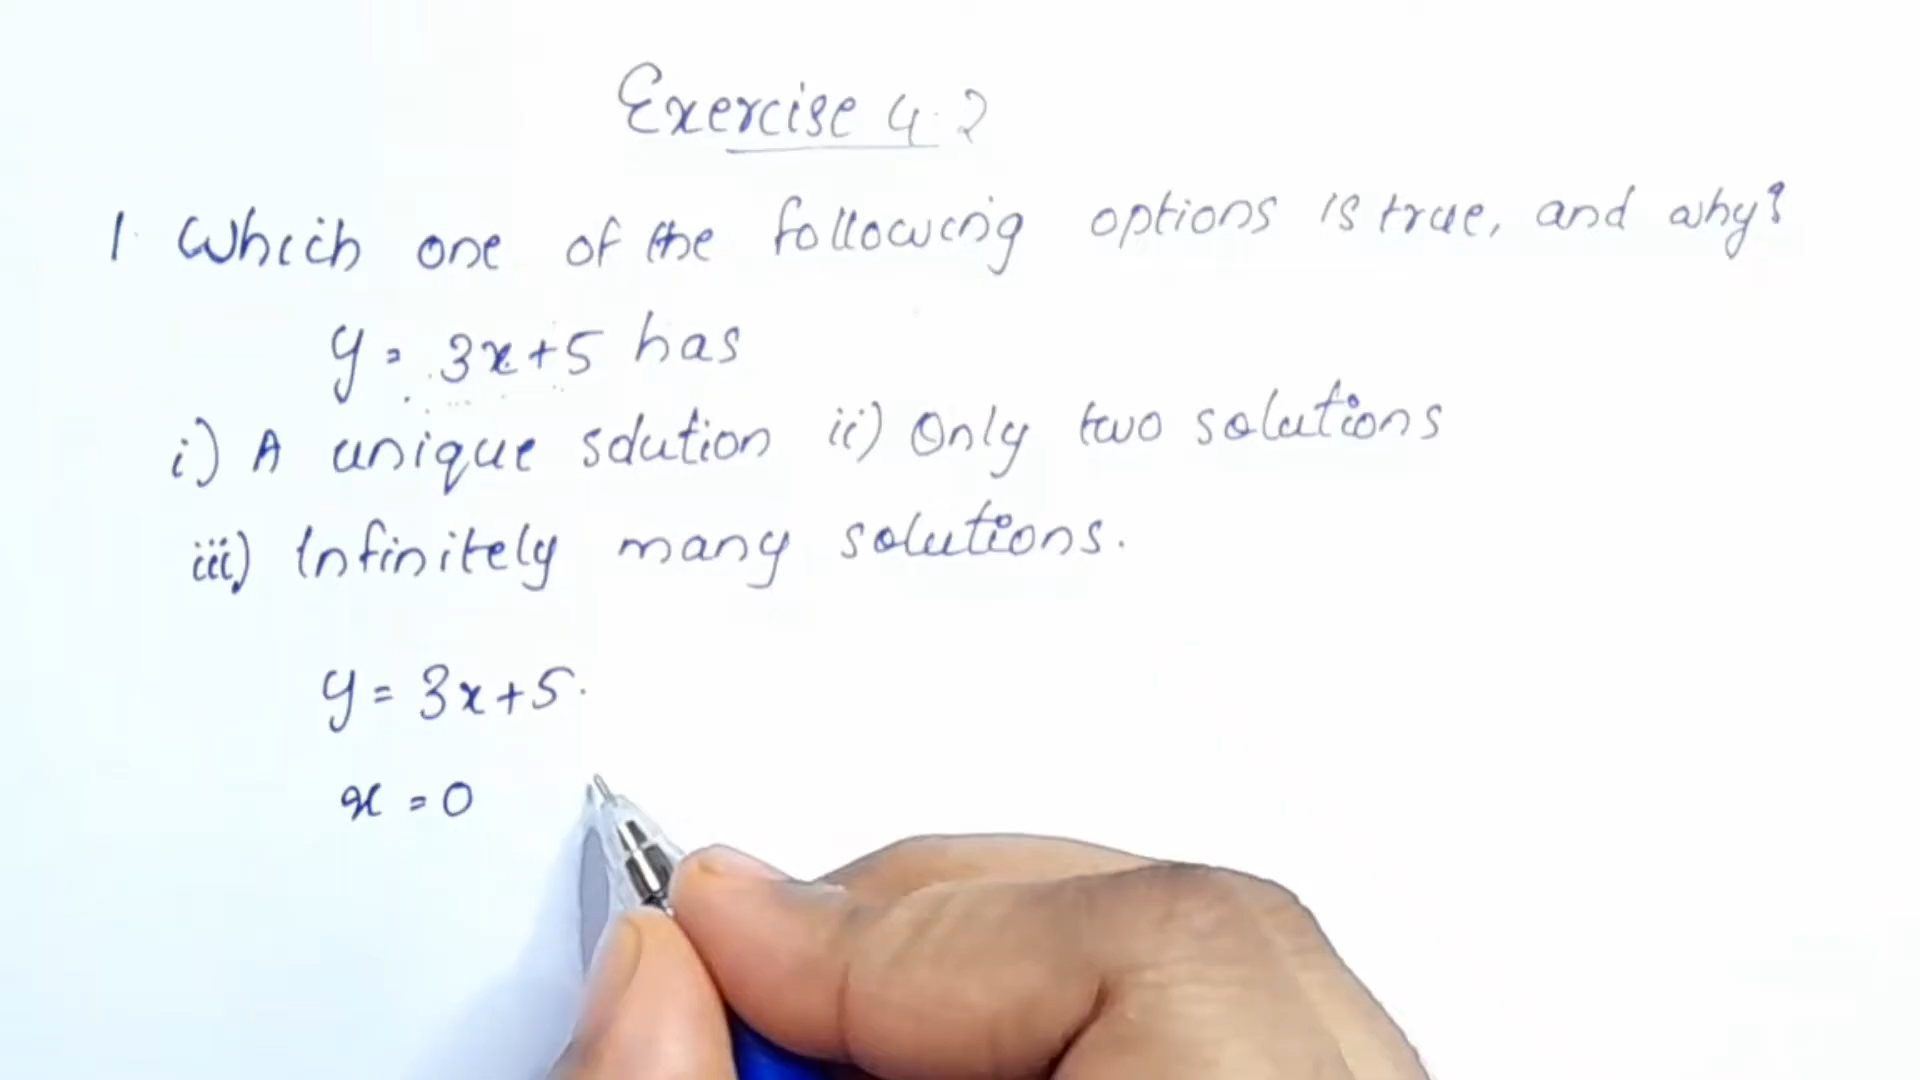 Exercise 4.2
1. Which one of the following options is true, and why?
y = 3x+5 has
i) A unique solution ii) Only two solutions
iii) Infinitely many solutions.
y = 3x+5.
x = 0